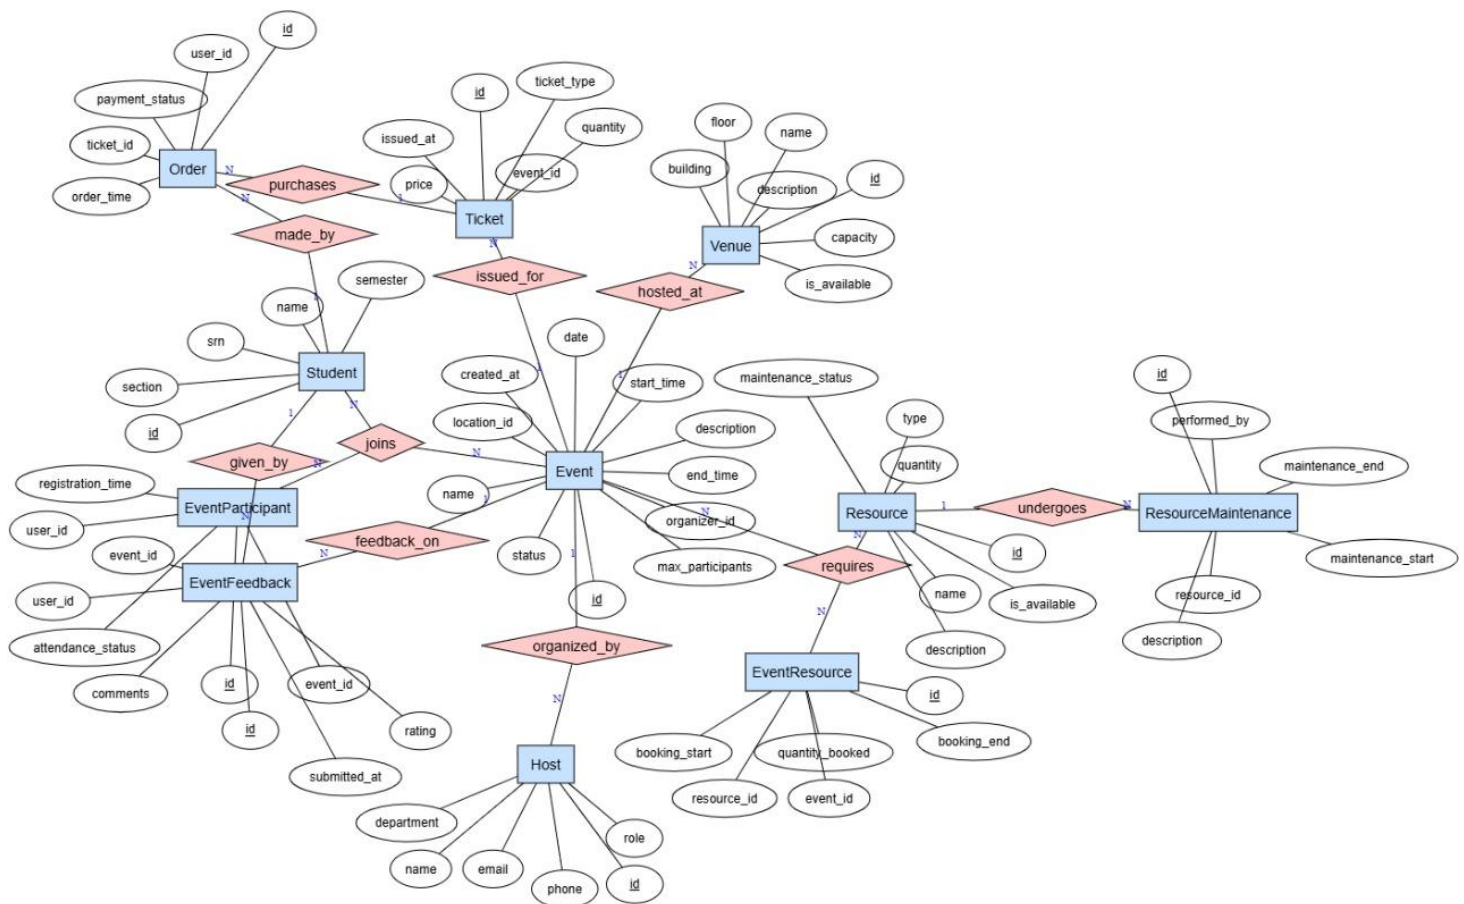 id
user_id
payment_status
ticket_id
order_time
Order
N
purchases
1
N
made_by
1
id
ticket_type
issued_at
quantity
price
event_id
Ticket
N
issued_for
1
floor
name
building
description
id
Venue
capacity
is_available
N
hosted_at
1
name
semester
srn
section
id
Student
1
given_by
N
N
joins
N
N
date
created_at
start_time
location_id
description
Event
end_time
name
organizer_id
status
max_participants
id
1
feedback_on
N
registration_time
EventParticipant
user_id
event_id
EventFeedback
user_id
attendance_status
comments
id
event_id
id
rating
submitted_at
1
organized_by
N
Host
department
name
email
phone
id
role
maintenance_status
type
quantity
Resource
id
name
is_available
description
1
undergoes
N
id
performed_by
maintenance_end
ResourceMaintenance
maintenance_start
resource_id
description
N
N
requires
N
EventResource
id
booking_start
quantity_booked
booking_end
resource_id
event_id